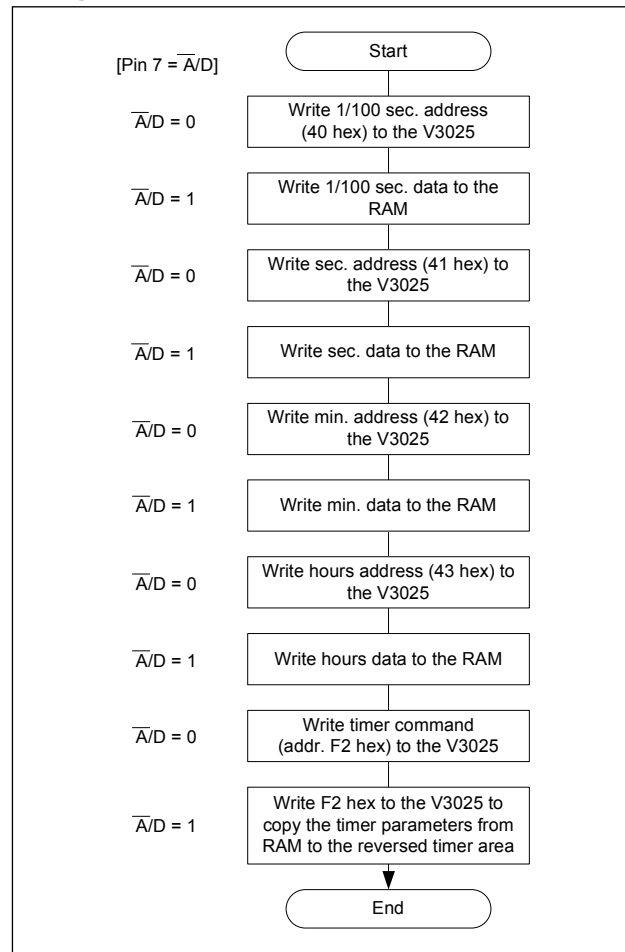 Start
[Pin 7 = A̅/D]
A̅/D = 0
Write 1/100 sec. address
(40 hex) to the V3025
A̅/D = 1
Write 1/100 sec. data to the
RAM
A̅/D = 0
Write sec. address (41 hex) to
the V3025
A̅/D = 1
Write sec. data to the RAM
A̅/D = 0
Write min. address (42 hex) to
the V3025
A̅/D = 1
Write min. data to the RAM
A̅/D = 0
Write hours address (43 hex) to
the V3025
A̅/D = 1
Write hours data to the RAM
A̅/D = 0
Write timer command
(addr. F2 hex) to the V3025
A̅/D = 1
Write F2 hex to the V3025 to
copy the timer parameters from
RAM to the reversed timer area
End